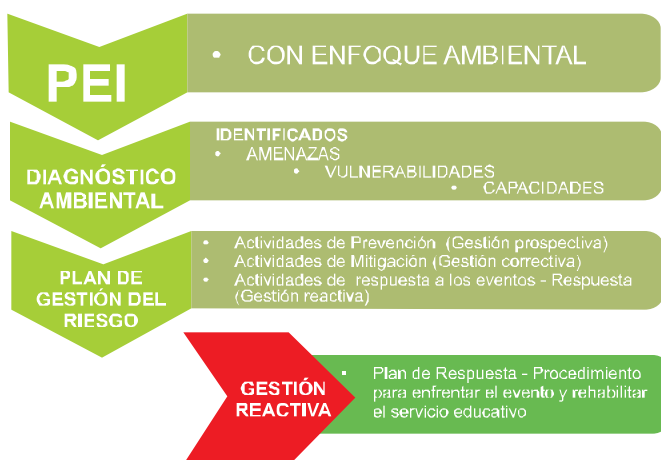 PEI
• CON ENFOQUE AMBIENTAL
DIAGNÓSTICO
AMBIENTAL
IDENTIFICADOS
• AMENAZAS
• VULNERABILIDADES
• CAPACIDADES
PLAN DE
GESTIÓN DEL
RIESGO
• Actividades de Prevención (Gestión prospectiva)
• Actividades de Mitigación (Gestión correctiva)
• Actividades de respuesta a los eventos - Respuesta
(Gestión reactiva)
GESTIÓN
REACTIVA
• Plan de Respuesta - Procedimiento
para enfrentar el evento y rehabilitar
el servicio educativo